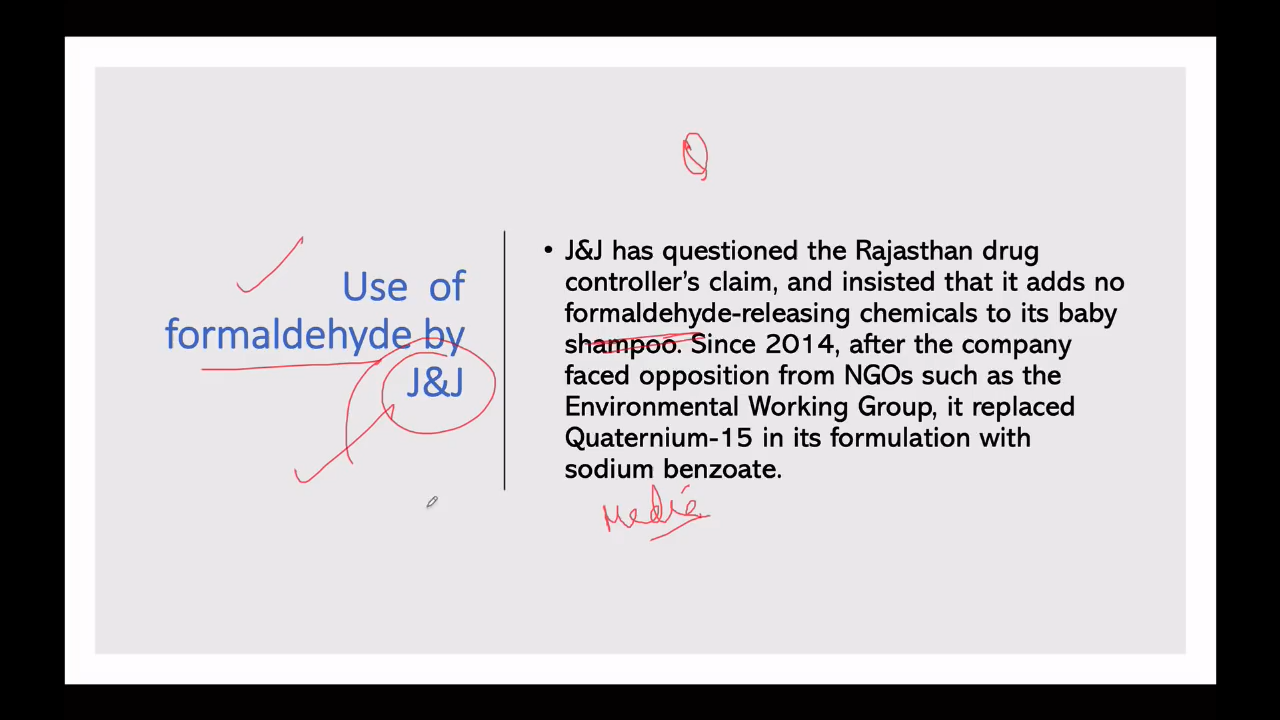 Q
Use of
formaldehyde by
J&J
• J&J has questioned the Rajasthan drug
controller's claim, and insisted that it adds no
formaldehyde-releasing chemicals to its baby
shampoo. Since 2014, after the company
faced opposition from NGOs such as the
Environmental Working Group, it replaced
Quaternium-15 in its formulation with
sodium benzoate.
Media